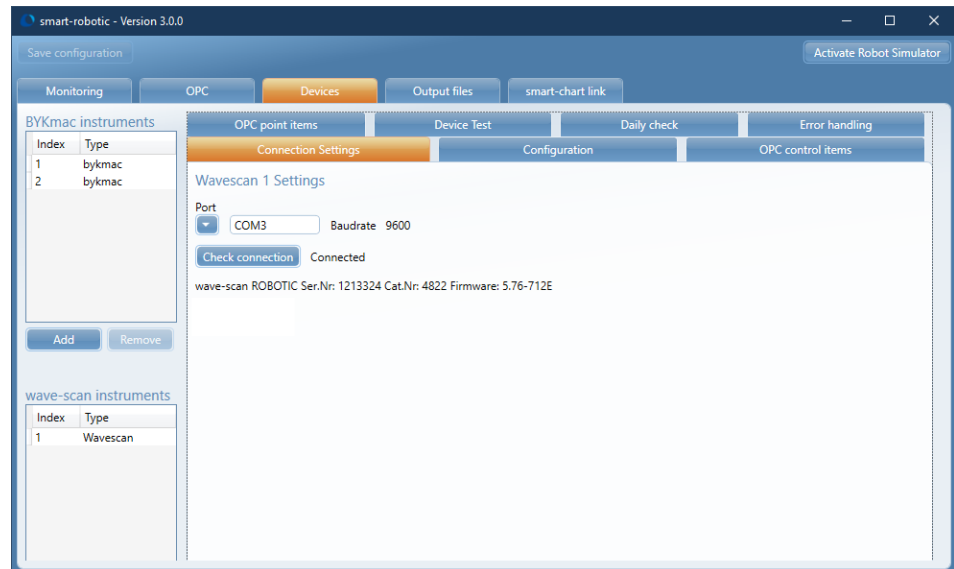 smart-robotic - Version 3.0.0
Save configuration
Activate Robot Simulator
Monitoring
OPC
Devices
Output files
smart-chart link
BYKmac instruments
Index Type
1 bykmac
2 bykmac
Add
Remove
wave-scan instruments
Index Type
1 Wavescan
OPC point items
Device Test
Daily check
Error handling
Connection Settings
Configuration
OPC control items
Wavescan 1 Settings
Port
COM3 Baudrate 9600
Check connection Connected
wave-scan ROBOTIC Ser.Nr: 1213324 Cat.Nr: 4822 Firmware: 5.76-712E